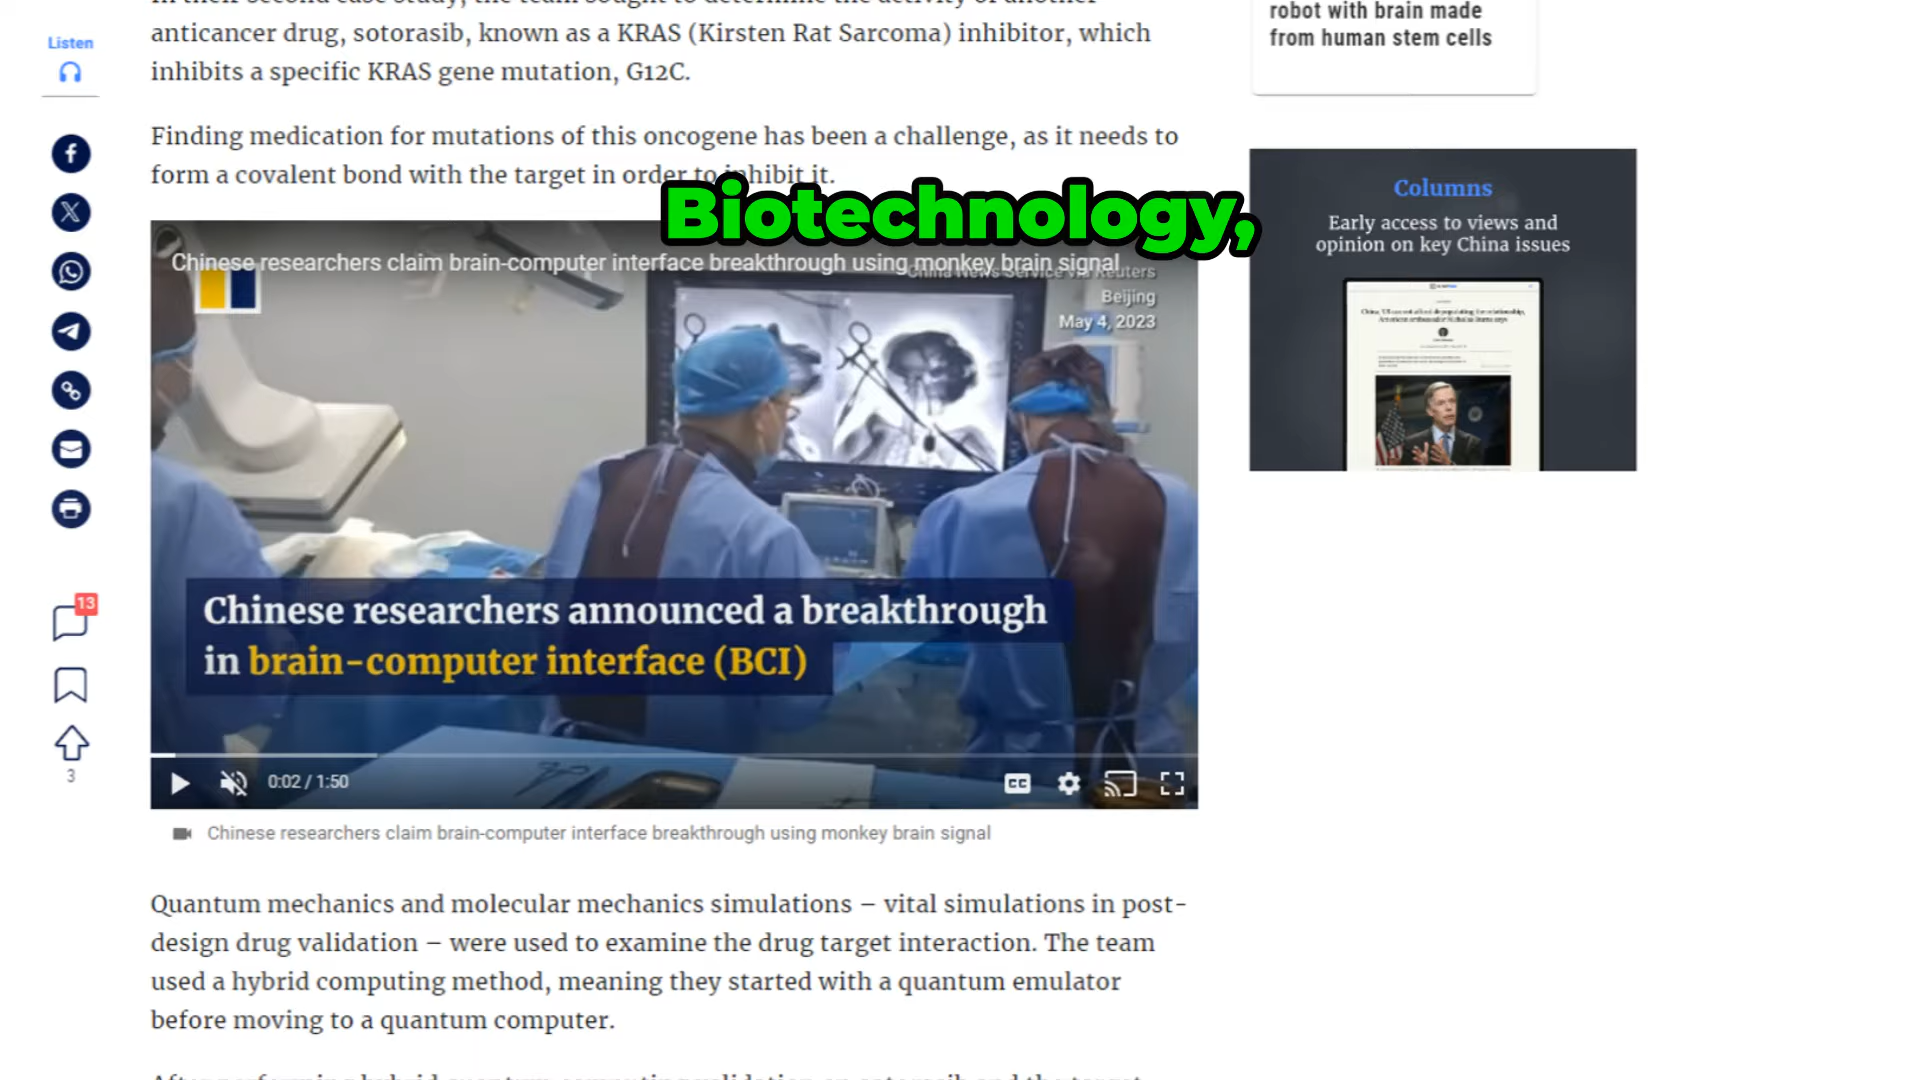 Listen
anticancer drug, sotorasib, known as a KRAS (Kirsten Rat Sarcoma) inhibitor, which
inhibits a specific KRAS gene mutation, G12C.
Finding medication for mutations of this oncogene has been a challenge, as it needs to
form a covalent bond with the target in order to inhibit it.
Biotechnology,
Chinese researchers claim brain-computer interface breakthrough using monkey brain signal
China News Service via Reuters
Beijing
May 4, 2023
Chinese researchers announced a breakthrough
in brain-computer interface (BCI)
0:02 / 1:50
CC
Chinese researchers claim brain-computer interface breakthrough using monkey brain signal
Quantum mechanics and molecular mechanics simulations – vital simulations in post-
design drug validation – were used to examine the drug target interaction. The team
used a hybrid computing method, meaning they started with a quantum emulator
before moving to a quantum computer.
13
3
robot with brain made
from human stem cells
Columns
Early access to views and
opinion on key China issues